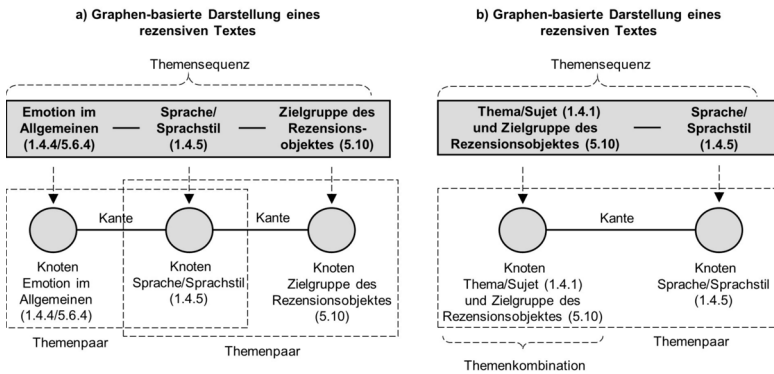 a) Graphen-basierte Darstellung eines
rezensiven Textes
Themensequenz
Emotion im
Allgemeinen
(1.4.4/5.6.4)
Sprache/
Sprachstil
(1.4.5)
Zielgruppe des
Rezensions-
objektes (5.10)
Kante
Kante
Knoten
Emotion im
Allgemeinen
(1.4.4/5.6.4)
Knoten
Sprache/Sprachstil
(1.4.5)
Knoten
Zielgruppe des
Rezensionsobjektes
(5.10)
Themenpaar
Themenpaar
b) Graphen-basierte Darstellung eines
rezensiven Textes
Themensequenz
Thema/Sujet (1.4.1)
und Zielgruppe des
Rezensionsobjektes (5.10)
Sprache/
Sprachstil
(1.4.5)
Kante
Knoten
Thema/Sujet (1.4.1)
und Zielgruppe des
Rezensionsobjektes (5.10)
Knoten
Sprache/Sprachstil
(1.4.5)
Themenpaar
Themenkombination